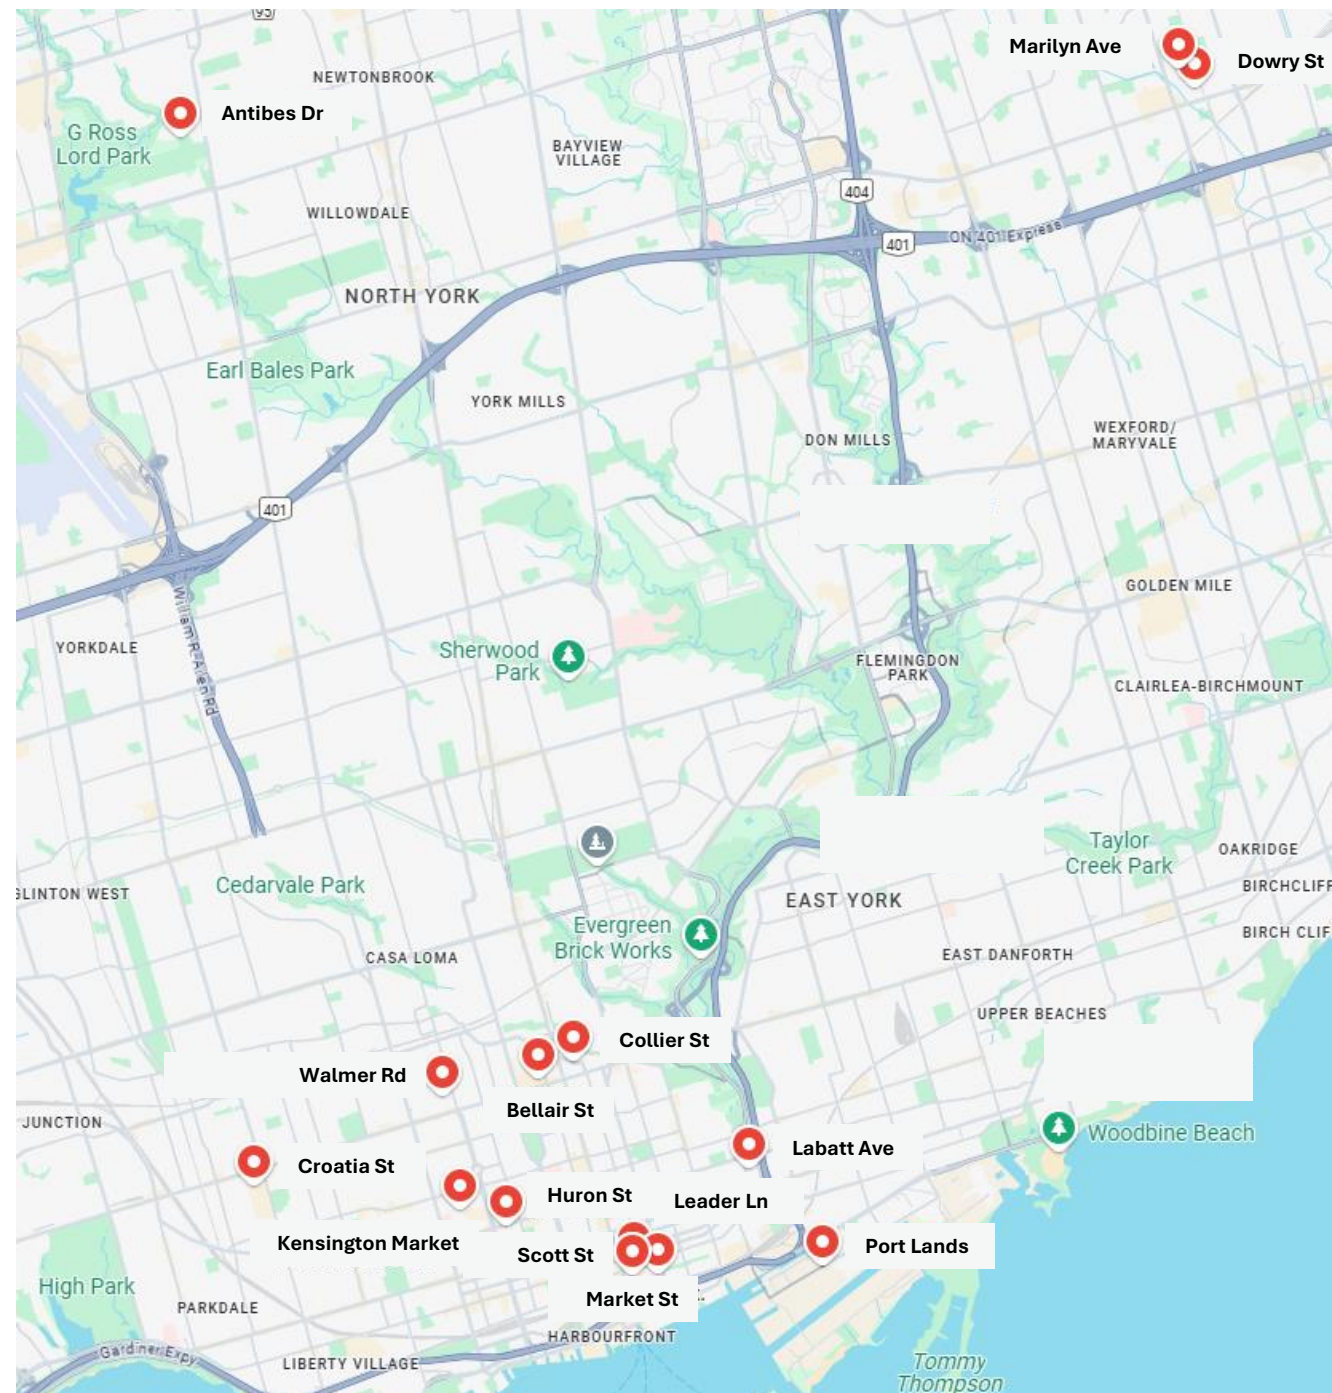 95
Marilyn Ave
Dowry St
NEWTONBROOK
Antibes Dr
G Ross
Lord Park
BAYVIEW
VILLAGE
404
WILLOWDALE
401
ON 401 Express
NORTH YORK
Earl Bales Park
YORK MILLS
DON MILLS
WEXFORD/
MARYVALE
401
GOLDEN MILE
William R. Allen Rd
YORKDALE
Sherwood
Park
FLEMINGDON
PARK
CLAIRLEA-BIRCHMOUNT
Taylor
Creek Park
OAKRIDGE
Cedarvale Park
GLINTON WEST
BIRCHCLIFF
EAST YORK
Evergreen
Brick Works
BIRCH CLIF
CASA LOMA
EAST DANFORTH
UPPER BEACHES
Collier St
Walmer Rd
Bellair St
JUNCTION
Woodbine Beach
Labatt Ave
Croatia St
Huron St
Leader Ln
Kensington Market
Scott St
Port Lands
High Park
Market St
PARKDALE
HARBOURFRONT
Gardiner Expy
LIBERTY VILLAGE
Tommy
Thompson